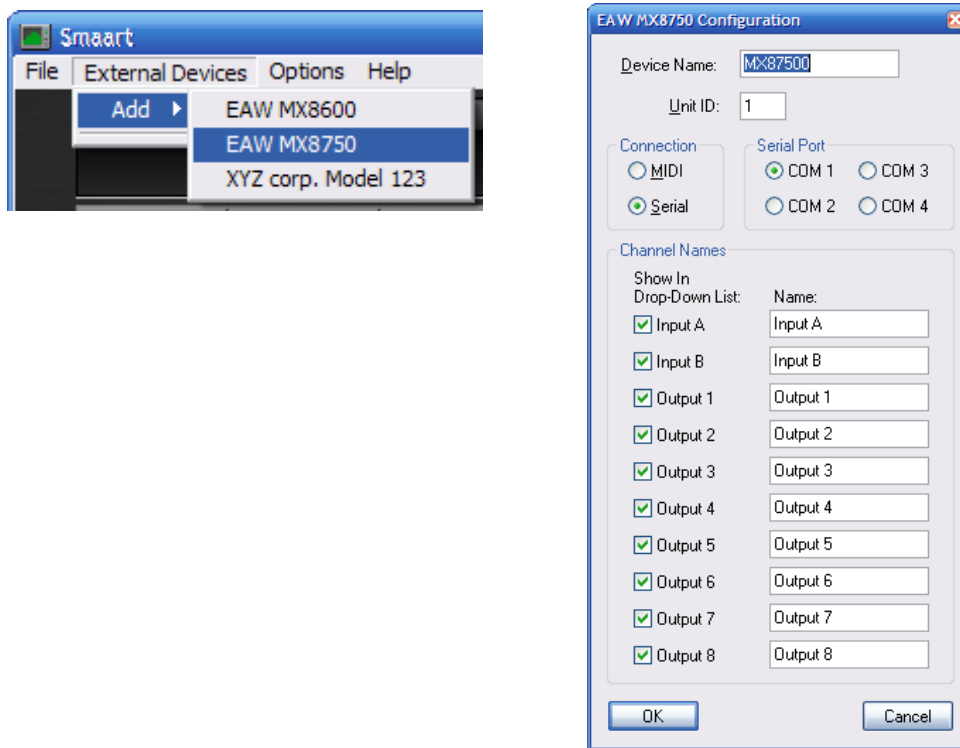 Smaart
File External Devices Options Help
Add
EAW MX8600
EAW MX8750
XYZ corp. Model 123
EAW MX8750 Configuration
Device Name: MX87500
Unit ID: 1
Connection
MIDI
Serial
Serial Port
COM 1 COM 3
COM 2 COM 4
Channel Names
Show In
Drop-Down List: Name:
Input A Input A
Input B Input B
Output 1 Output 1
Output 2 Output 2
Output 3 Output 3
Output 4 Output 4
Output 5 Output 5
Output 6 Output 6
Output 7 Output 7
Output 8 Output 8
OK Cancel